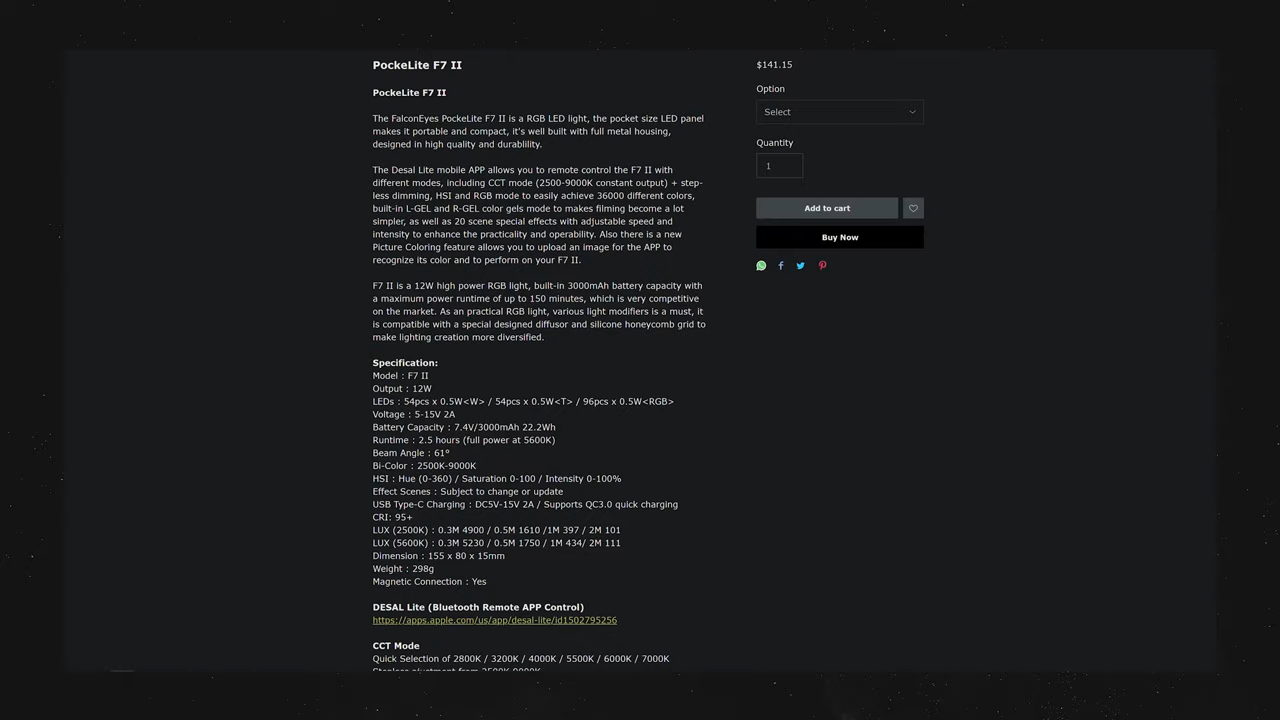 PockeLite F7 II
PockeLite F7 II
The FalconEyes PockeLite F7 II is a RGB LED light, the pocket size LED panel
makes it portable and compact, it's well built with full metal housing,
designed in high quality and durablility.
The Desal Lite mobile APP allows you to remote control the F7 II with
different modes, including CCT mode (2500-9000K constant output) + step-
less dimming, HSI and RGB mode to easily achieve 36000 different colors,
built-in L-GEL and R-GEL color gels mode to makes filming become a lot
simpler, as well as 20 scene special effects with adjustable speed and
intensity to enhance the practicality and operability. Also there is a new
Picture Coloring feature allows you to upload an image for the APP to
recognize its color and to perform on your F7 II.
F7 II is a 12W high power RGB light, built-in 3000mAh battery capacity with
a maximum power runtime of up to 150 minutes, which is very competitive
on the market. As an practical RGB light, various light modifiers is a must, it
is compatible with a special designed diffusor and silicone honeycomb grid to
make lighting creation more diversified.
Specification:
Model : F7 II
Output : 12W
LEDs : 54pcs x 0.5W<W> / 54pcs x 0.5W<T> / 96pcs x 0.5W<RGB>
Voltage : 5-15V 2A
Battery Capacity : 7.4V/3000mAh 22.2Wh
Runtime : 2.5 hours (full power at 5600K)
Beam Angle : 61°
Bi-Color : 2500K-9000K
HSI : Hue (0-360) / Saturation 0-100 / Intensity 0-100%
Effect Scenes : Subject to change or update
USB Type-C Charging : DC5V-15V 2A / Supports QC3.0 quick charging
CRI: 95+
LUX (2500K) : 0.3M 4900 / 0.5M 1610 /1M 397 / 2M 101
LUX (5600K) : 0.3M 5230 / 0.5M 1750 / 1M 434/ 2M 111
Dimension : 155 x 80 x 15mm
Weight : 298g
Magnetic Connection : Yes
DESAL Lite (Bluetooth Remote APP Control)
https://apps.apple.com/us/app/desal-lite/id1502795256
CCT Mode
Quick Selection of 2800K / 3200K / 4000K / 5500K / 6000K / 7000K
$141.15
Option
Select
Quantity
1
Add to cart
Buy Now